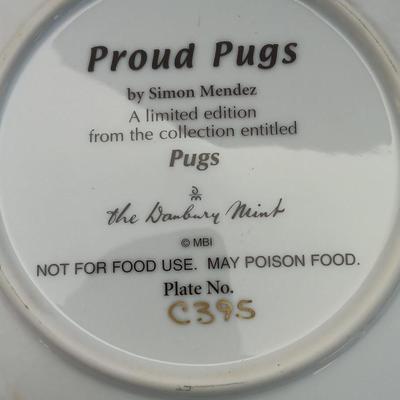 Proud Pugs
by Simon Mendez
A limited edition
from the collection entitled
Pugs
DM
the Danbury Mint
© MBI
NOT FOR FOOD USE. MAY POISON FOOD.
Plate No.
C395